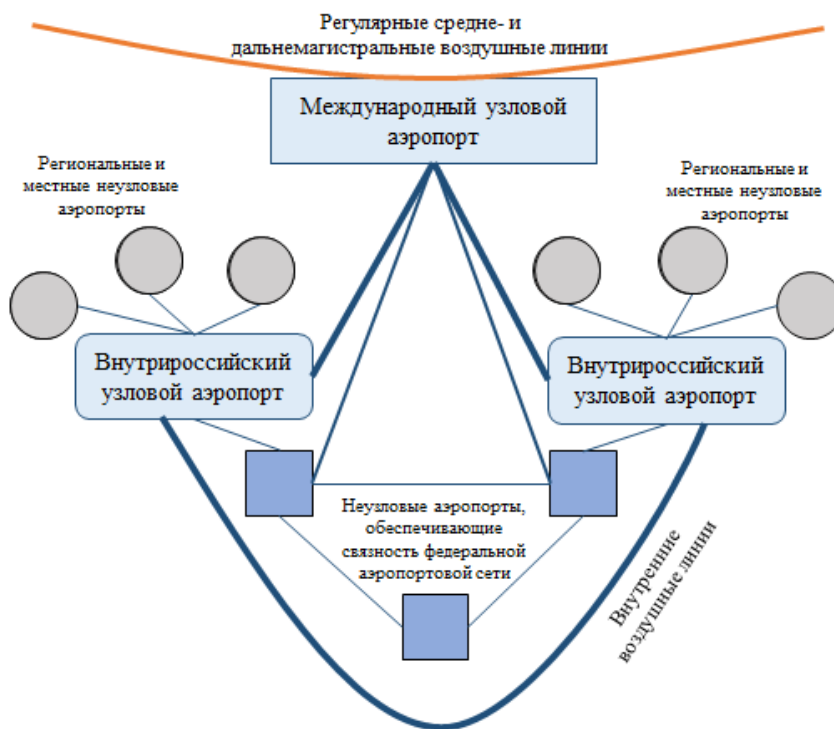 Регулярные средне- и
дальнемагистральные воздушные линии
Международный узловой
аэропорт
Региональные и
местные неузловые
аэропорты
Региональные и
местные неузловые
аэропорты
Внутрироссийский
узловой аэропорт
Внутрироссийский
узловой аэропорт
Неузловые аэропорты,
обеспечивающие
связность федеральной
аэропортовой сети
Внутренние
воздушные линии